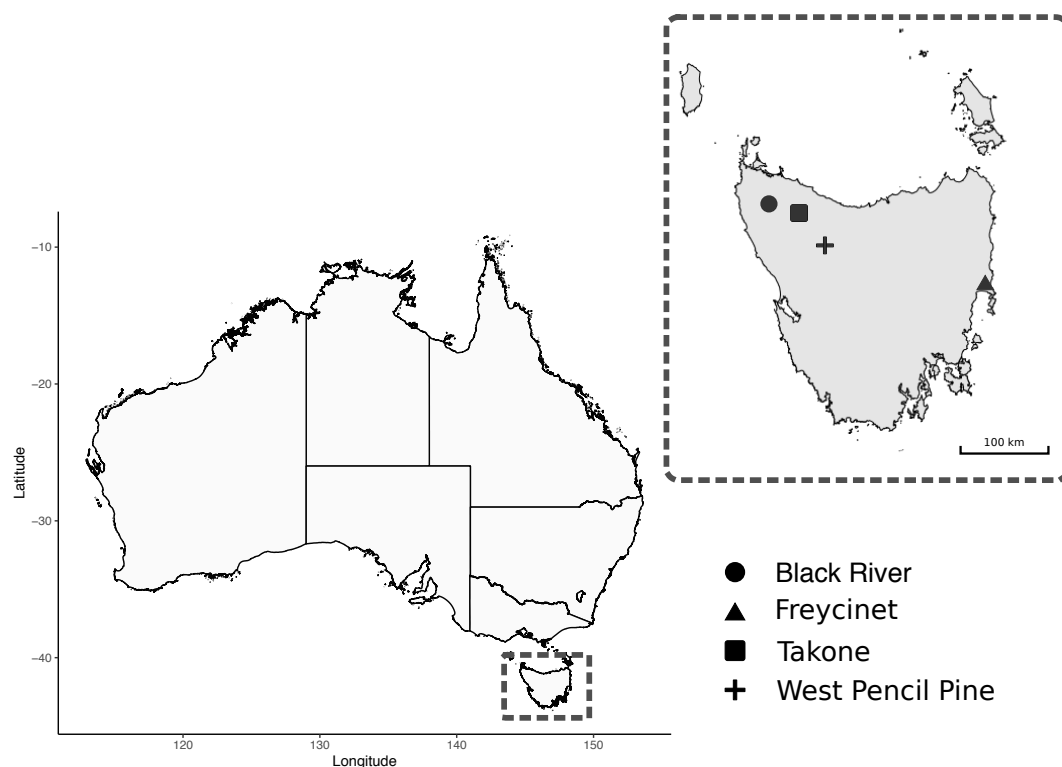 100 km
−10
−20
−30
−40
Latitude
120
130
140
150
Longitude
Black River
Freycinet
Takone
West Pencil Pine